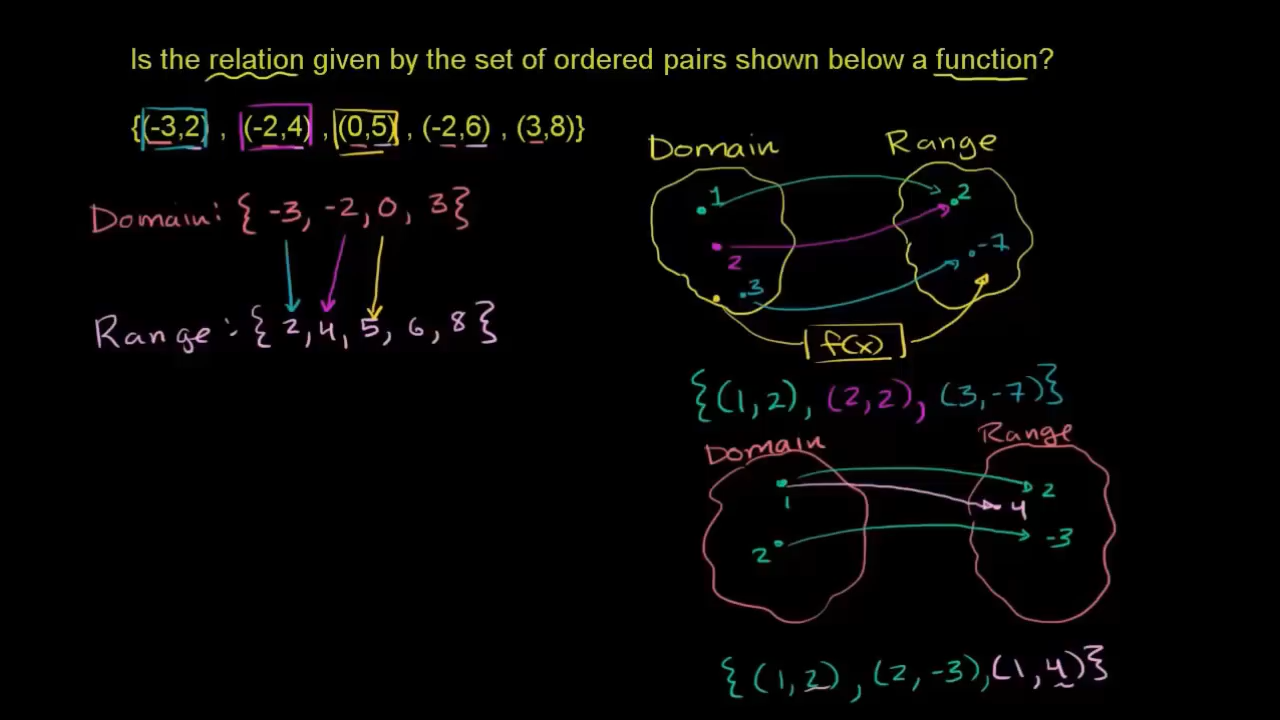 Is the relation given by the set of ordered pairs shown below a function?
{(-3,2) , (-2,4) , (0,5) , (-2,6) , (3,8)}
Domain: { -3, -2, 0, 3}
Range: { 2, 4, 5, 6, 8 }
Domain Range
1 2
2 -7
3
f(x)
{(1,2), (2,2), (3,-7)}
Domain Range
1 2
4
2 -3
{(1,2), (2,-3), (1,4)}